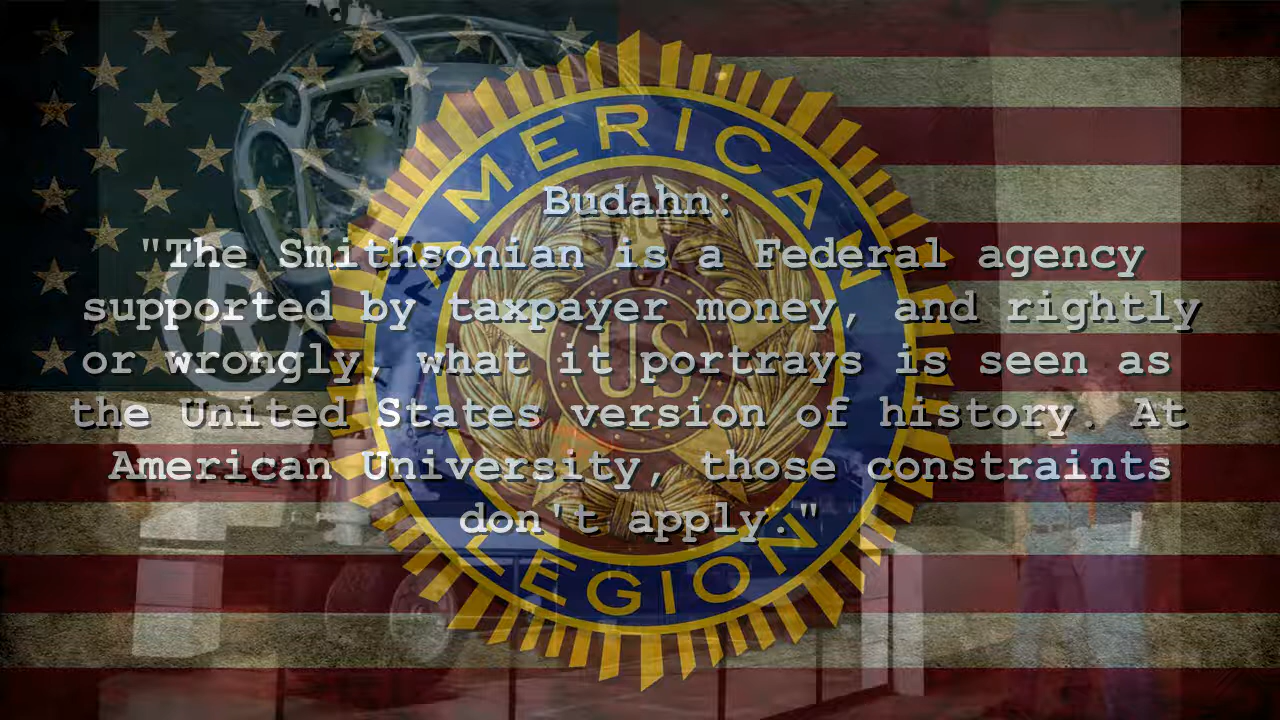 Budahn:
"The Smithsonian is a Federal agency
supported by taxpayer money, and rightly
or wrongly, what it portrays is seen as
the United States version of history. At
American University, those constraints
don't apply."
AMERICAN
US
LEGION
®